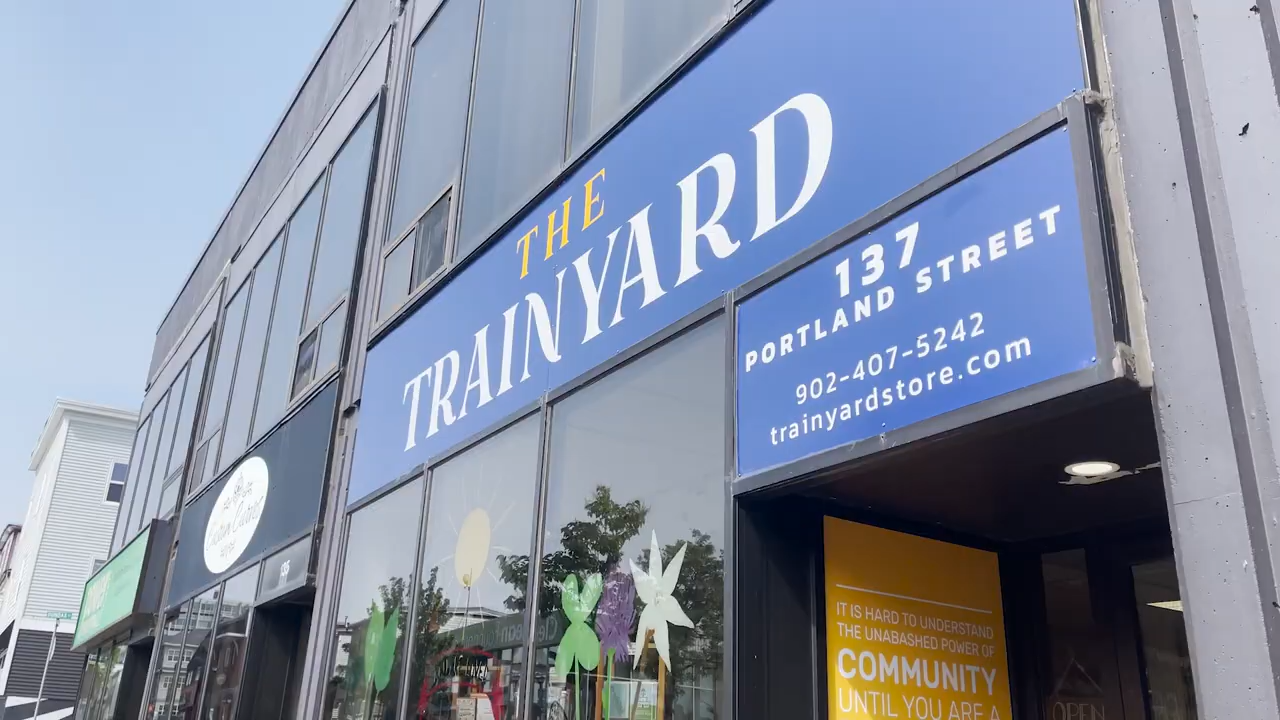 THE
TRAINYARD
137
PORTLAND STREET
902-407-5242
trainyardstore.com
IT IS HARD TO UNDERSTAND
THE UNABASHED POWER OF
COMMUNITY
UNTIL YOU ARE A
OPEN